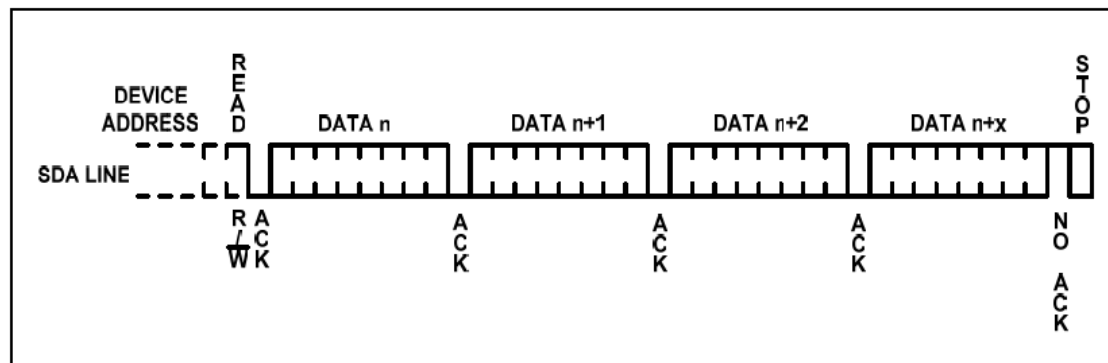 READ
STOP
DEVICE
ADDRESS
DATA n
DATA n+1
DATA n+2
DATA n+x
SDA LINE
R/W
ACK
ACK
ACK
ACK
NO ACK